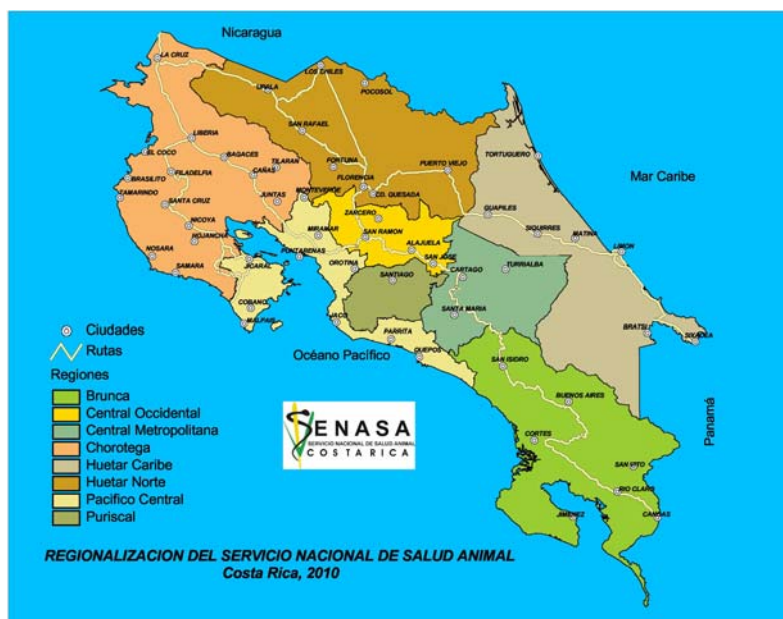 Nicaragua
LA CRUZ
LOS CHILES
UPALA
POCOSOL
SAN RAFAEL
LIBERIA
TORTUGUERO
Mar Caribe
EL COCO
BAGACES
TILARAN
FORTUNA
PUERTO VIEJO
BRASILITO
FILADELFIA
CAÑAS
FLORENCIA
CD. QUESADA
TAMARINDO
SANTA CRUZ
JUNTAS
MONTEVERDE
ZARCERO
GUAPILES
NICOYA
MIRAMAR
SAN RAMON
SIQUIRRES
MATINA
HOJANCHA
ALAJUELA
LIMON
NOSARA
PUNTARENAS
OROTINA
SAN JOSE
SAMARA
JICARAL
SANTIAGO
CARTAGO
TURRIALBA
COBANO
JACO
SANTA MARIA
MALPAIS
PARRITA
BRATSI
SIXAOLA
QUEPOS
Océano Pacífico
SAN ISIDRO
BUENOS AIRES
Panamá
CORTES
SAN VITO
RIO CLARO
JIMENEZ
CANOAS
Ciudades
Rutas
Regiones
Brunca
Central Occidental
Central Metropolitana
Chorotega
Huetar Caribe
Huetar Norte
Pacifico Central
Puriscal
SENASA
SERVICIO NACIONAL DE SALUD ANIMAL
COSTA RICA
REGIONALIZACION DEL SERVICIO NACIONAL DE SALUD ANIMAL
Costa Rica, 2010